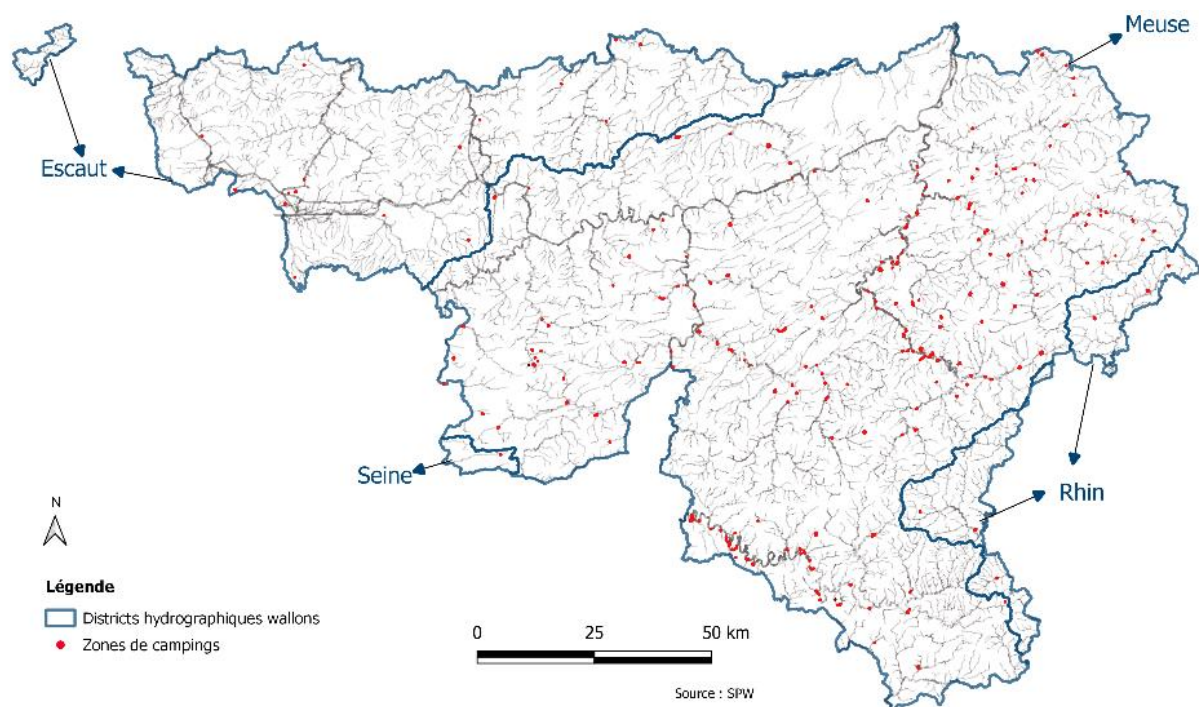 Meuse
Escaut
Seine
Rhin
N
Légende
Districts hydrographiques wallons
Zones de campings
0 25 50 km
Source : SPW